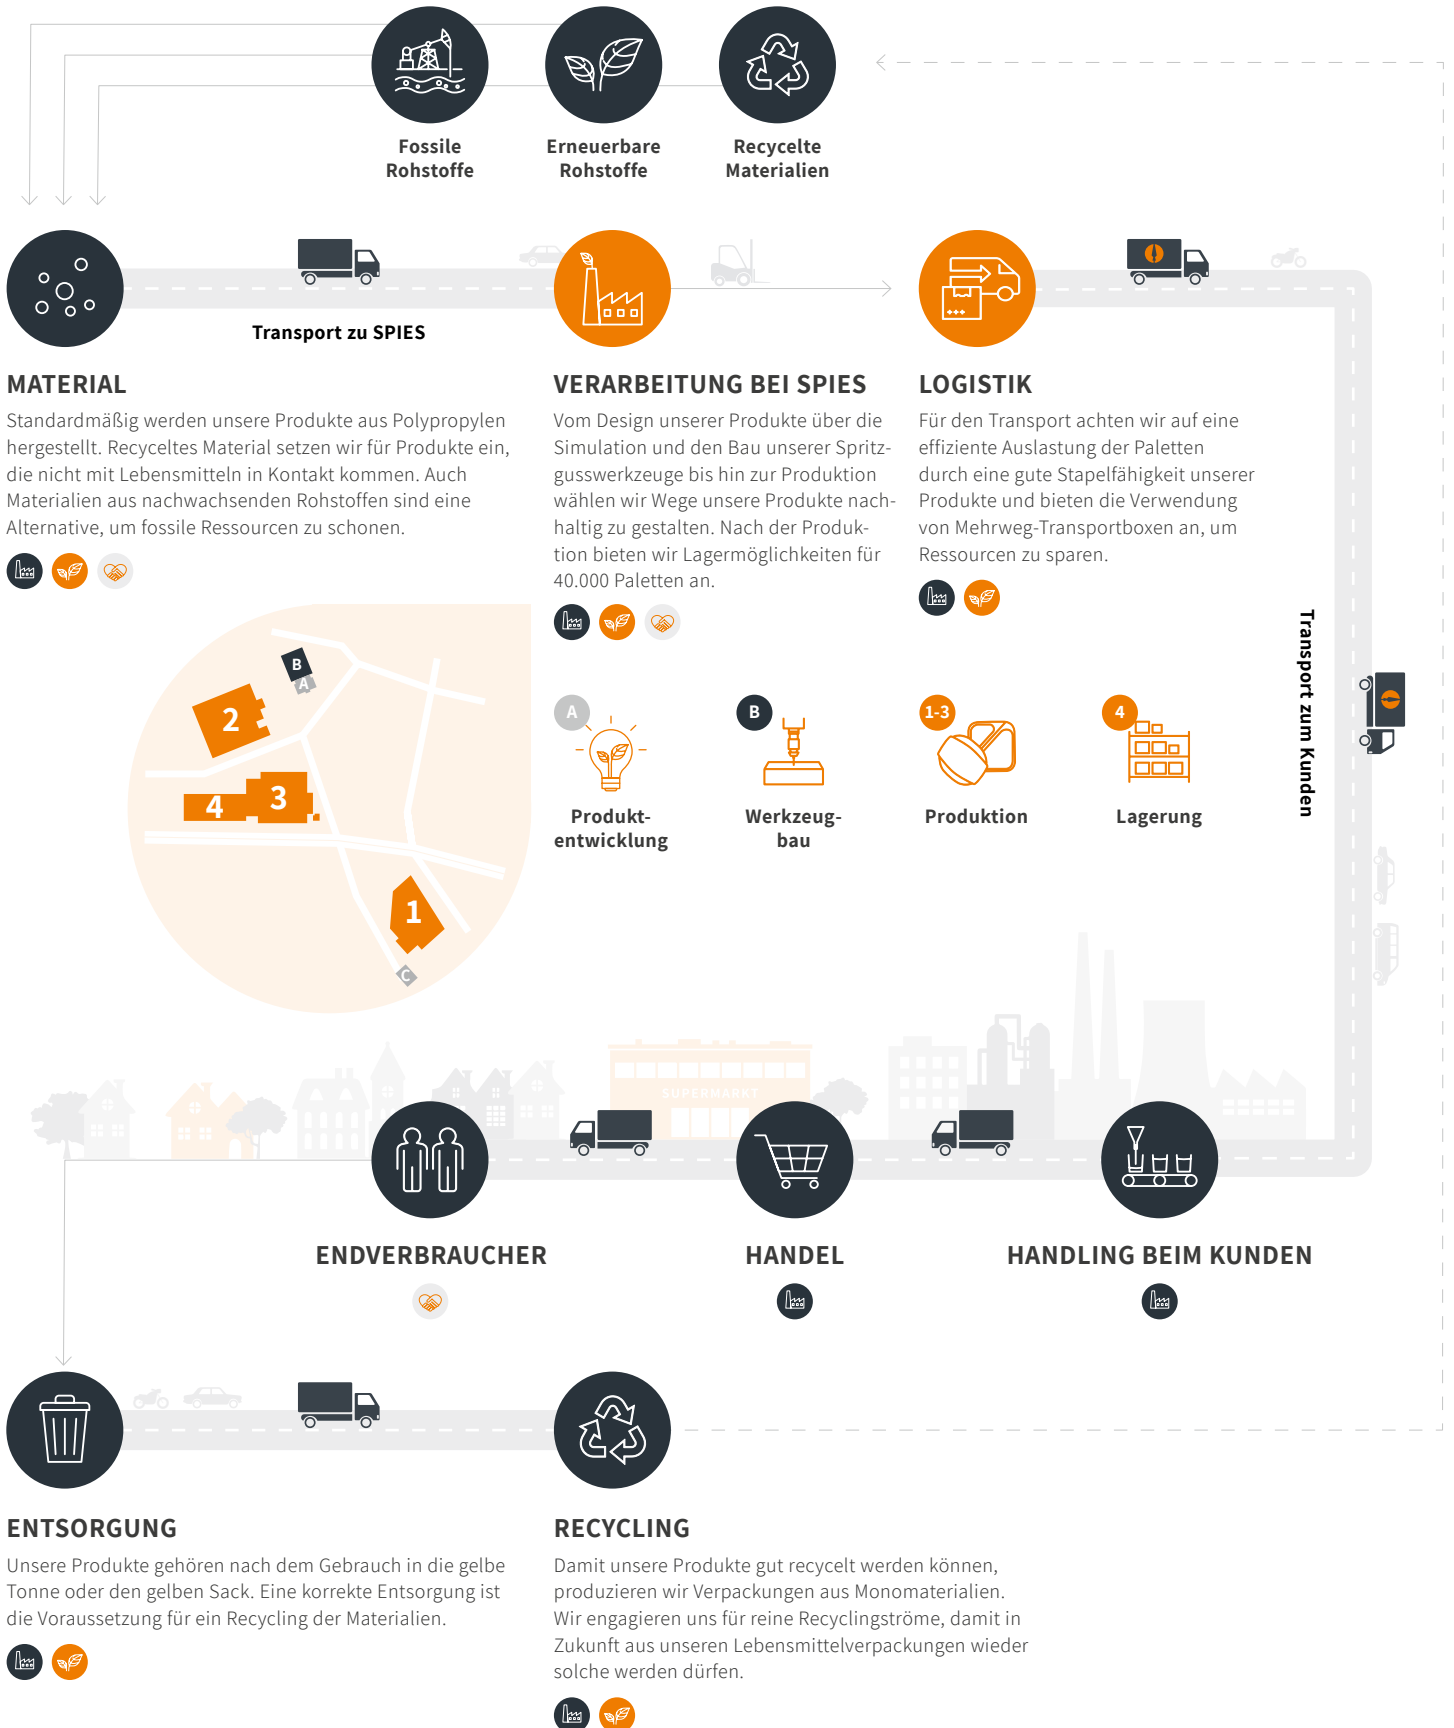 Fossile
Rohstoffe
Erneuerbare
Rohstoffe
Recycelte
Materialien
Transport zu SPIES
MATERIAL
Standardmäßig werden unsere Produkte aus Polypropylen
hergestellt. Recyceltes Material setzen wir für Produkte ein,
die nicht mit Lebensmitteln in Kontakt kommen. Auch
Materialien aus nachwachsenden Rohstoffen sind eine
Alternative, um fossile Ressourcen zu schonen.
VERARBEITUNG BEI SPIES
Vom Design unserer Produkte über die
Simulation und den Bau unserer Spritz-
gusswerkzeuge bis hin zur Produktion
wählen wir Wege unsere Produkte nach-
haltig zu gestalten. Nach der Produk-
tion bieten wir Lagermöglichkeiten für
40.000 Paletten an.
LOGISTIK
Für den Transport achten wir auf eine
effiziente Auslastung der Paletten
durch eine gute Stapelfähigkeit unserer
Produkte und bieten die Verwendung
von Mehrweg-Transportboxen an, um
Ressourcen zu sparen.
Transport zum Kunden
B
A
2
4
3
1
C
A
Produkt-
entwicklung
B
Werkzeug-
bau
1-3
Produktion
4
Lagerung
SUPERMARKT
ENDVERBRAUCHER
HANDEL
HANDLING BEIM KUNDEN
ENTSORGUNG
Unsere Produkte gehören nach dem Gebrauch in die gelbe
Tonne oder den gelben Sack. Eine korrekte Entsorgung ist
die Voraussetzung für ein Recycling der Materialien.
RECYCLING
Damit unsere Produkte gut recycelt werden können,
produzieren wir Verpackungen aus Monomaterialien.
Wir engagieren uns für reine Recyclingströme, damit in
Zukunft aus unseren Lebensmittelverpackungen wieder
solche werden dürfen.